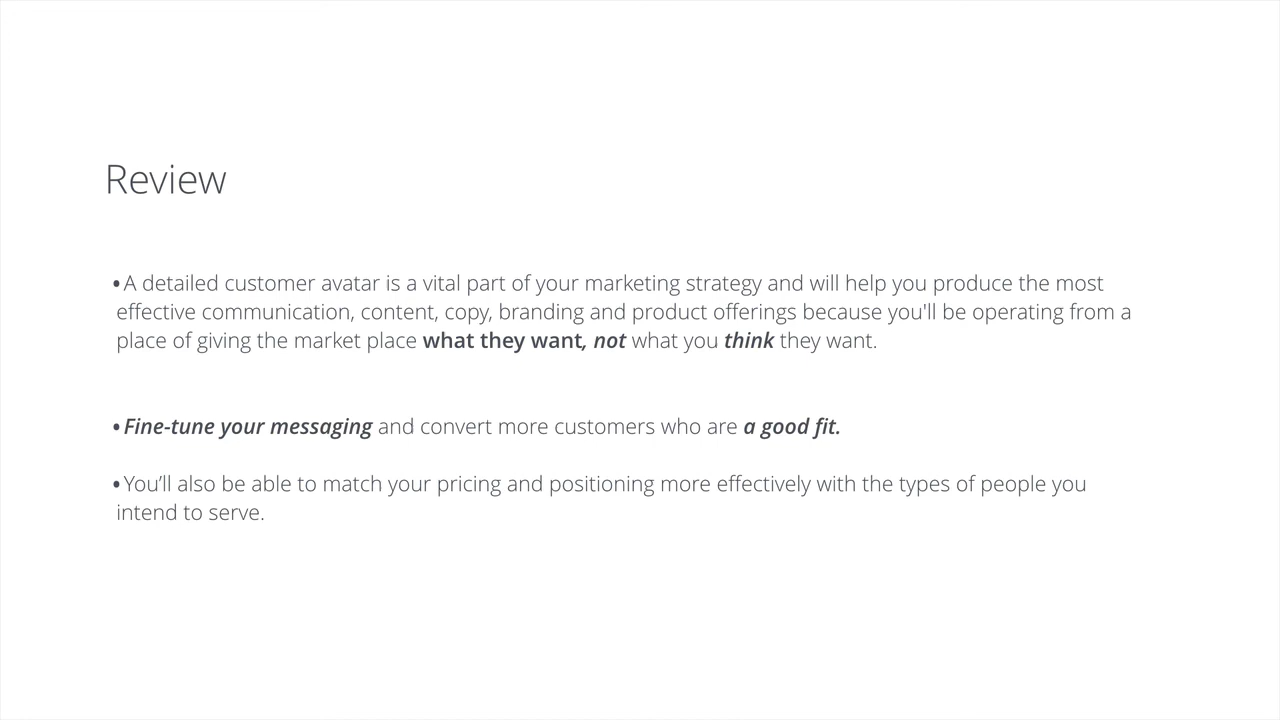 Review
•A detailed customer avatar is a vital part of your marketing strategy and will help you produce the most
effective communication, content, copy, branding and product offerings because you'll be operating from a
place of giving the market place what they want, not what you think they want.
•Fine-tune your messaging and convert more customers who are a good fit.
•You’ll also be able to match your pricing and positioning more effectively with the types of people you
intend to serve.